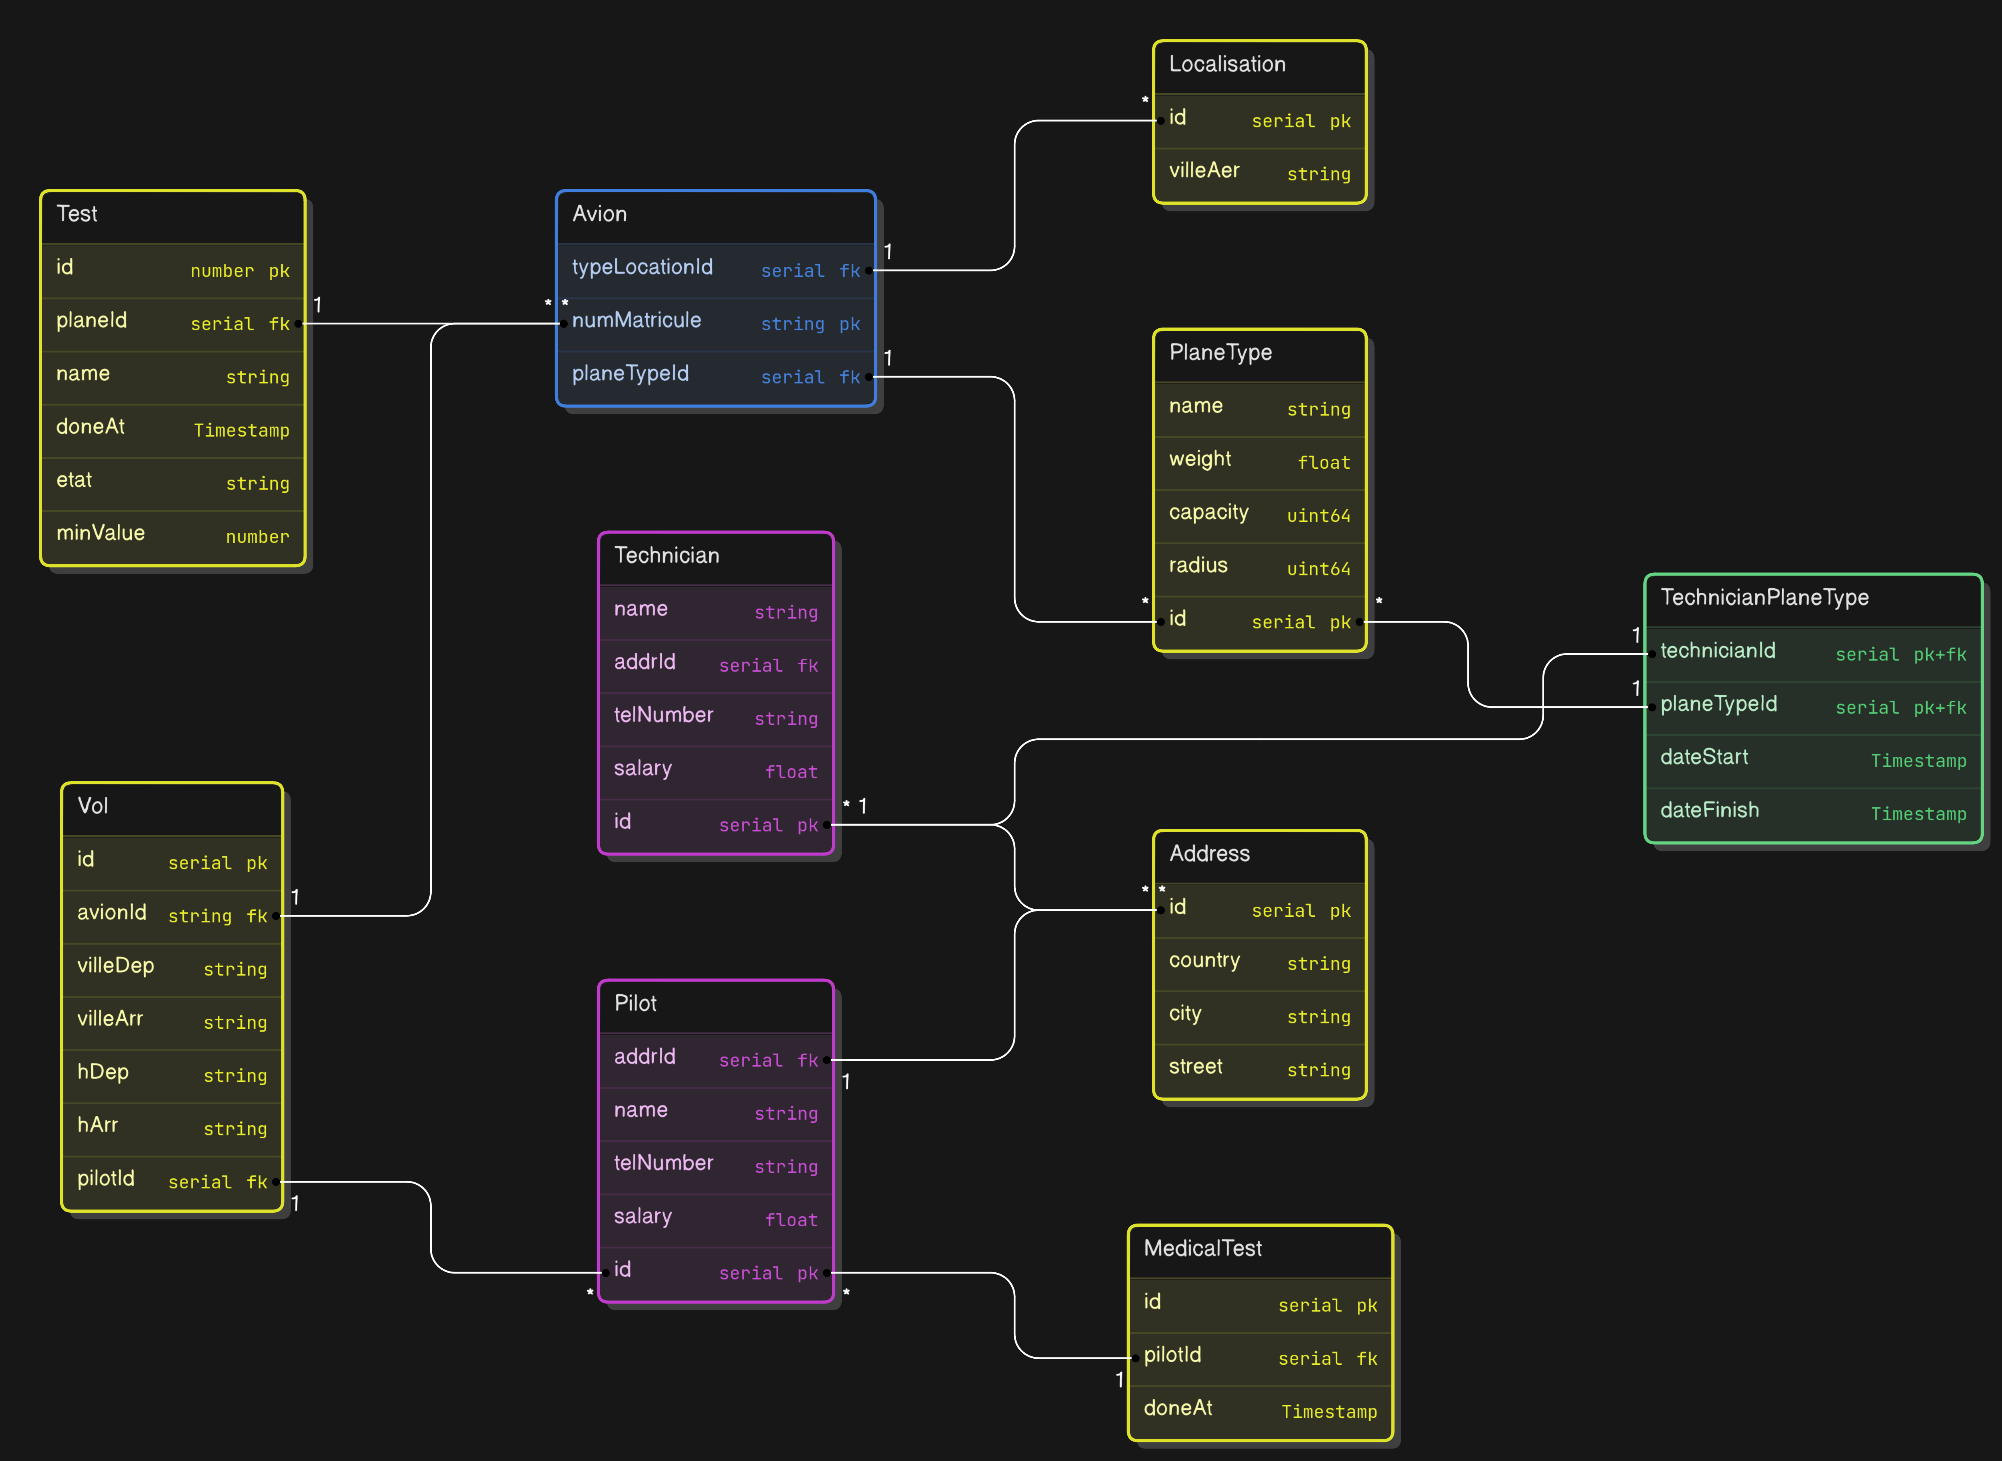 Localisation
* id serial pk
villeAer string
Test
id number pk
planeId serial fk 1
name string
doneAt Timestamp
etat string
minValue number
Avion
typeLocationId serial fk 1
* * numMatricule string pk
planeTypeId serial fk 1
PlaneType
name string
weight float
capacity uint64
radius uint64
* id serial pk *
Technician
name string
addrId serial fk
telNumber string
salary float
id serial pk * 1
TechnicianPlaneType
1 technicianId serial pk+fk
1 planeTypeId serial pk+fk
dateStart Timestamp
dateFinish Timestamp
Vol
id serial pk
avionId string fk 1
villeDep string
villeArr string
hDep string
hArr string
pilotId serial fk 1
Address
* * id serial pk
country string
city string
street string
Pilot
addrId serial fk 1
name string
telNumber string
salary float
* id serial pk *
MedicalTest
id serial pk
1 pilotId serial fk
doneAt Timestamp